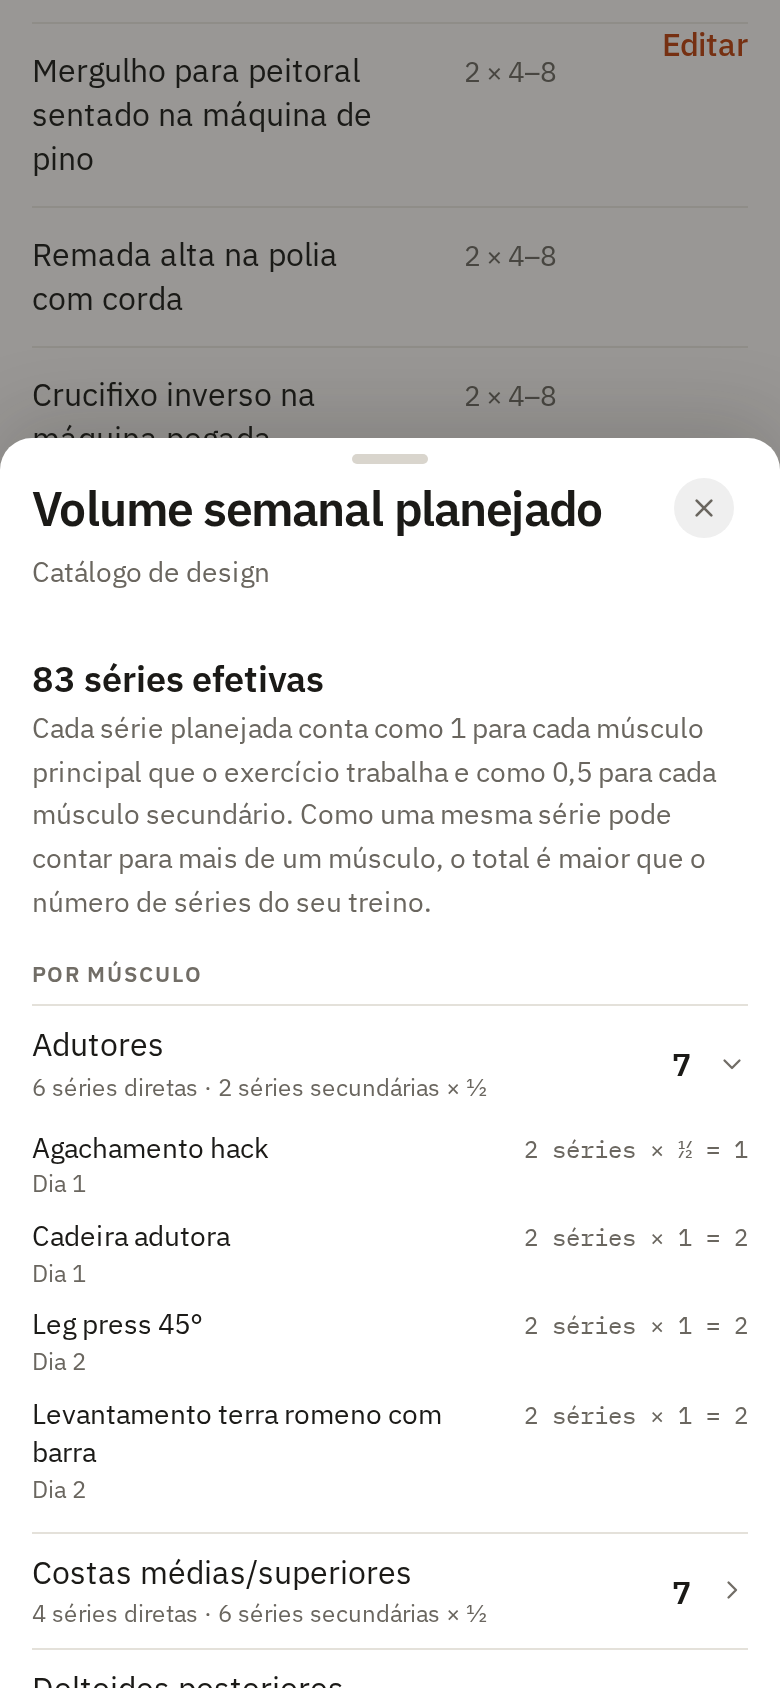 Editar
Mergulho para peitoral
sentado na máquina de
pino
2 × 4–8
Remada alta na polia
com corda
2 × 4–8
Crucifixo inverso na
máquina pegada
2 × 4–8
Volume semanal planejado
Catálogo de design
83 séries efetivas
Cada série planejada conta como 1 para cada músculo
principal que o exercício trabalha e como 0,5 para cada
músculo secundário. Como uma mesma série pode
contar para mais de um músculo, o total é maior que o
número de séries do seu treino.
POR MÚSCULO
Adutores
6 séries diretas · 2 séries secundárias × ½
7
Agachamento hack
2 séries × ½ = 1
Dia 1
Cadeira adutora
2 séries × 1 = 2
Dia 1
Leg press 45°
2 séries × 1 = 2
Dia 2
Levantamento terra romeno com
barra
2 séries × 1 = 2
Dia 2
Costas médias/superiores
4 séries diretas · 6 séries secundárias × ½
7
Deltoides posteriores